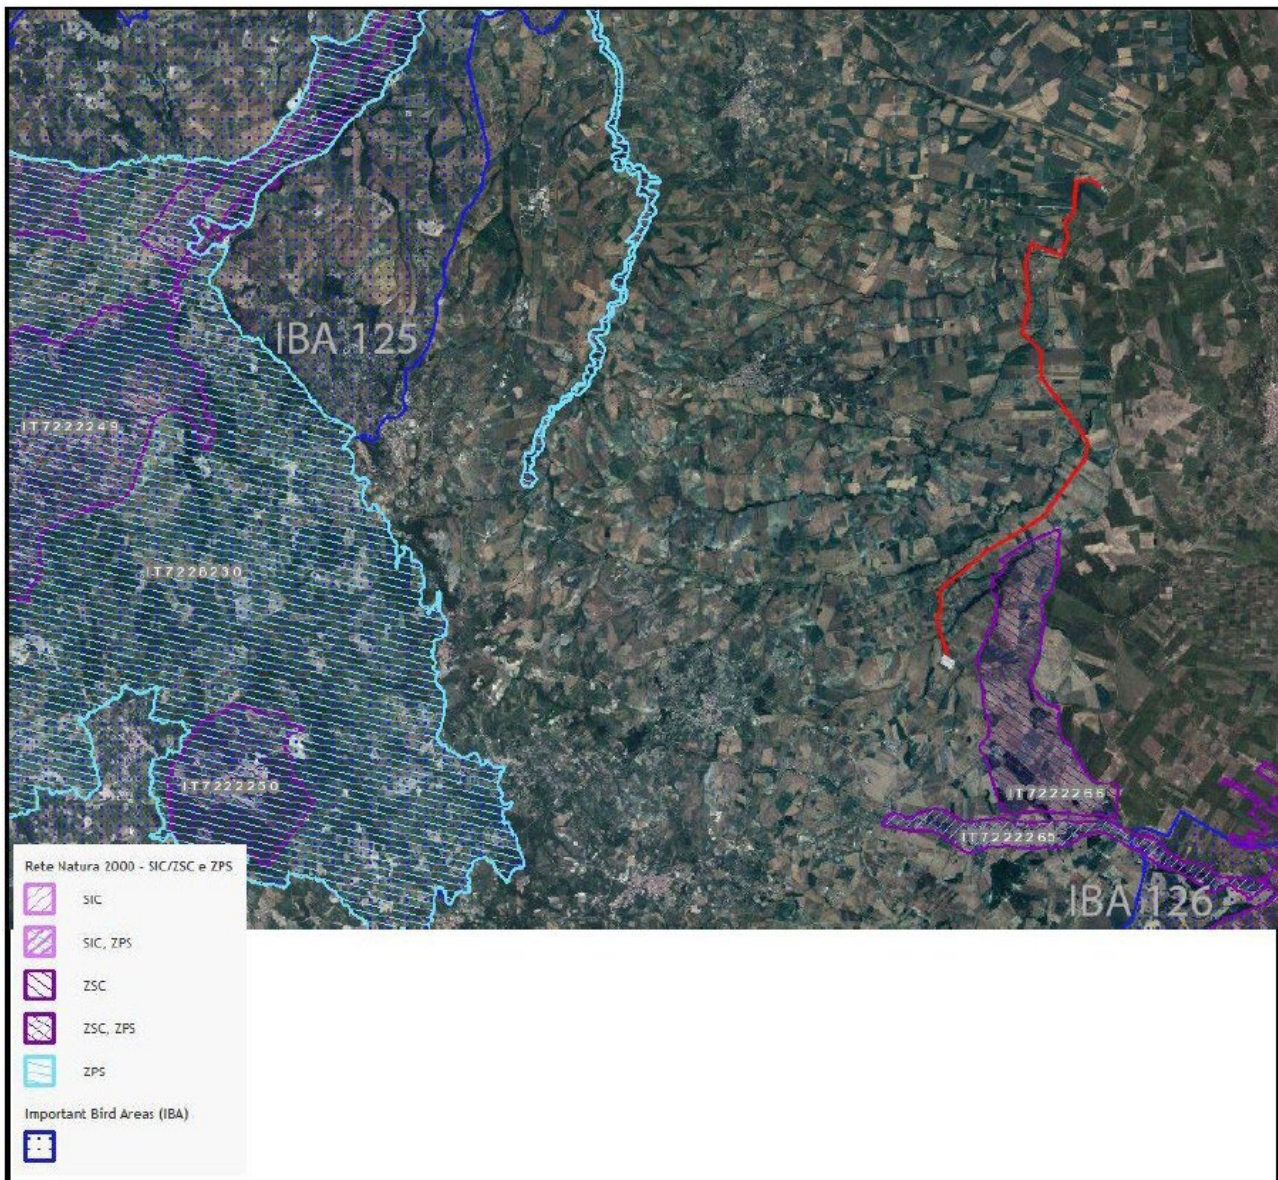 IBA 125
IT7222249
IT7228230
IT7222250
IT7222266
IT7222265
IBA 126
Rete Natura 2000 - SIC/ZSC e ZPS
SIC
SIC, ZPS
ZSC
ZSC, ZPS
ZPS
Important Bird Areas (IBA)